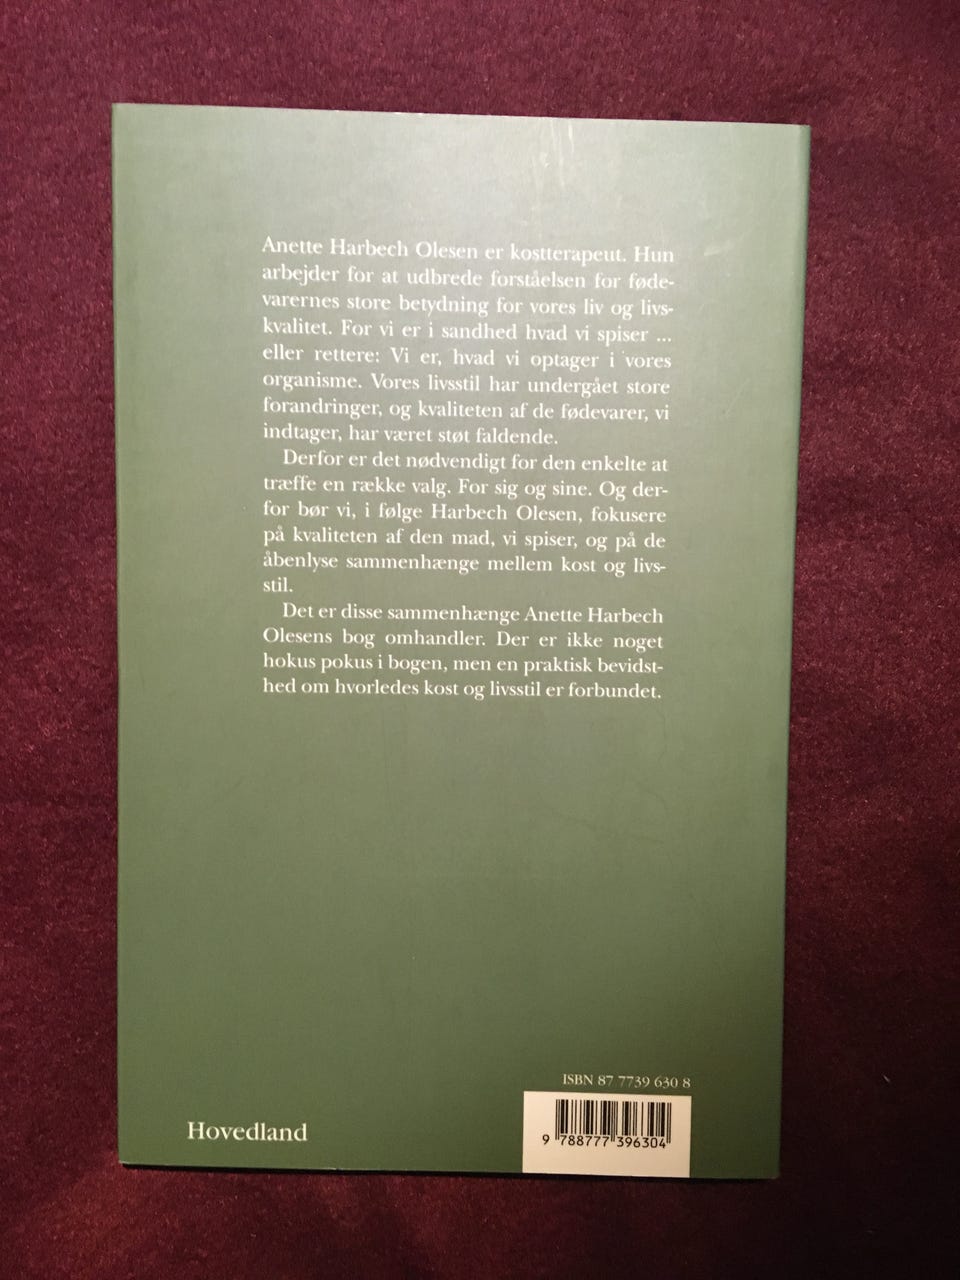 Anette Harbech Olesen er kostterapeut. Hun
arbejder for at udbrede forståelsen for føde-
varernes store betydning for vores liv og livs-
kvalitet. For vi er i sandhed hvad vi spiser ...
eller rettere: Vi er, hvad vi optager i vores
organisme. Vores livsstil har undergået store
forandringer, og kvaliteten af de fødevarer, vi
indtager, har været støt faldende.
Derfor er det nødvendigt for den enkelte at
træffe en række valg. For sig og sine. Og der-
for bør vi, i følge Harbech Olesen, fokusere
på kvaliteten af den mad, vi spiser, og på de
åbenlyse sammenhænge mellem kost og livs-
stil.
Det er disse sammenhænge Anette Harbech
Olesens bog omhandler. Der er ikke noget
hokus pokus i bogen, men en praktisk bevidst-
hed om hvorledes kost og livsstil er forbundet.
ISBN 87 7739 630 8
9 788777 396304
Hovedland